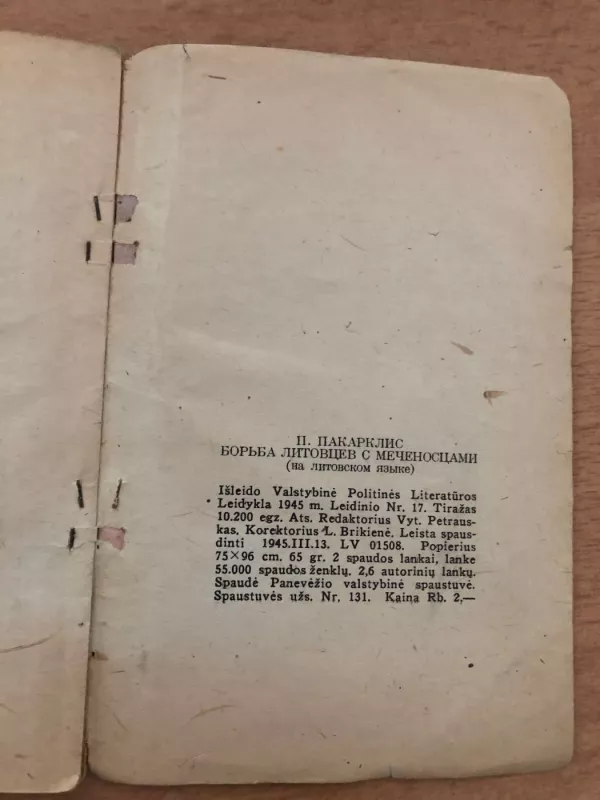 П. ПАКАРКЛИС
БОРЬБА ЛИТОВЦЕВ С МЕЧЕНОСЦАМИ
(на литовском языке)
Išleido Valstybinė Politinės Literatūros
Leidykla 1945 m. Leidinio Nr. 17. Tiražas
10.200 egz. Ats. Redaktorius Vyt. Petraus-
kas. Korektorius L. Brikienė. Leista spaus-
dinti 1945.III.13. LV 01508. Popierius
75×96 cm. 65 gr. 2 spaudos lankai, lanke
55.000 spaudos ženklų. 2,6 autorinių lankų.
Spaudė Panevėžio valstybinė spaustuvė.
Spaustuvės užs. Nr. 131. Kaina Rb. 2,—